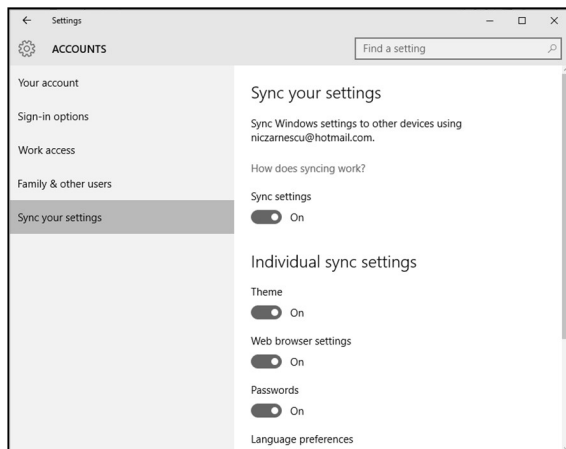 Settings
ACCOUNTS
Find a setting
Your account
Sign-in options
Work access
Family & other users
Sync your settings
Sync your settings
Sync Windows settings to other devices using
niczarnescu@hotmail.com.
How does syncing work?
Sync settings
On
Individual sync settings
Theme
On
Web browser settings
On
Passwords
On
Language preferences